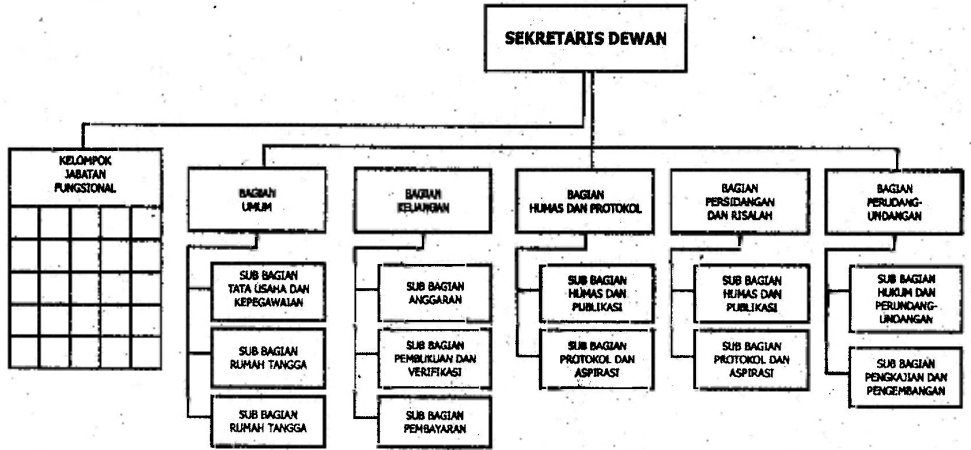 SEKRETARIS DEWAN
KELOMPOK
JABATAN
FUNGSIONAL
BAGIAN
UMUM
BAGIAN
KEUANGAN
BAGIAN
HUMAS DAN PROTOKOL
BAGIAN
PERSIDANGAN
DAN RISALAH
BAGIAN
PERUDANG-
UNDANGAN
SUB BAGIAN
TATA USAHA DAN
KEPEGAWAIAN
SUB BAGIAN
RUMAH TANGGA
SUB BAGIAN
RUMAH TANGGA
SUB BAGIAN
ANGGARAN
SUB BAGIAN
PEMBUKUAN DAN
VERIFIKASI
SUB BAGIAN
PEMBAYARAN
SUB BAGIAN
HUMAS DAN
PUBLIKASI
SUB BAGIAN
PROTOKOL DAN
ASPIRASI
SUB BAGIAN
HUMAS DAN
PUBLIKASI
SUB BAGIAN
PROTOKOL DAN
ASPIRASI
SUB BAGIAN
HUKUM DAN
PERUNDANG-
UNDANGAN
SUB BAGIAN
PENGKAJIAN DAN
PENGEMBANGAN